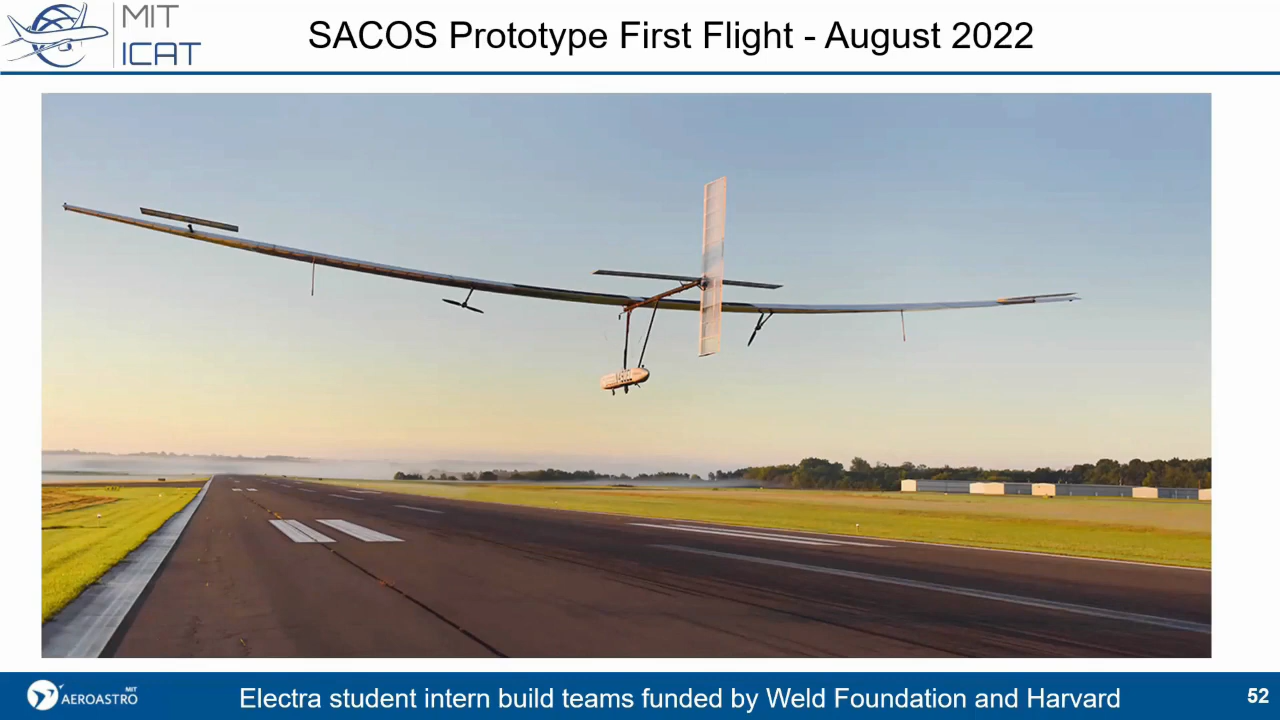 MIT
ICAT
SACOS Prototype First Flight - August 2022
MIT
AEROASTRO
Electra student intern build teams funded by Weld Foundation and Harvard
52